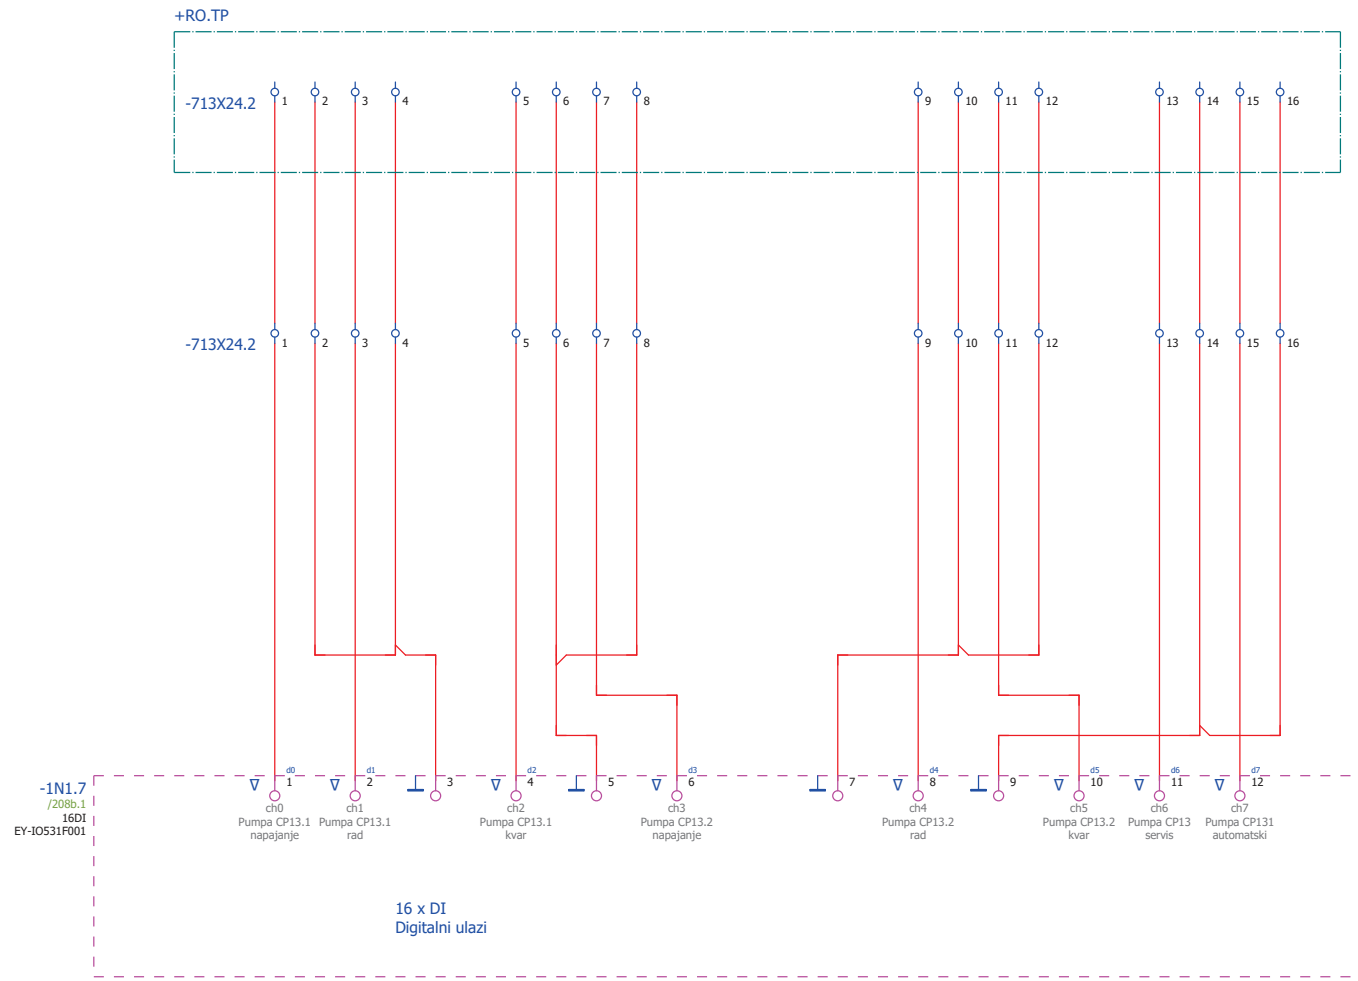 +RO.TP
-713X24.2 1 2 3 4 5 6 7 8 9 10 11 12 13 14 15 16
-713X24.2 1 2 3 4 5 6 7 8 9 10 11 12 13 14 15 16
d0 d1 d2 d3 d4 d5 d6 d7
1 2 3 4 5 6 7 8 9 10 11 12
-1N1.7
/208b.1
16DI
EY-IO531F001
ch0 ch1 ch2 ch3 ch4 ch5 ch6 ch7
Pumpa CP13.1 Pumpa CP13.1 Pumpa CP13.1 Pumpa CP13.2 Pumpa CP13.2 Pumpa CP13.2 Pumpa CP13 Pumpa CP131
napajanje rad kvar napajanje rad kvar servis automatski
16 x DI
Digitalni ulazi